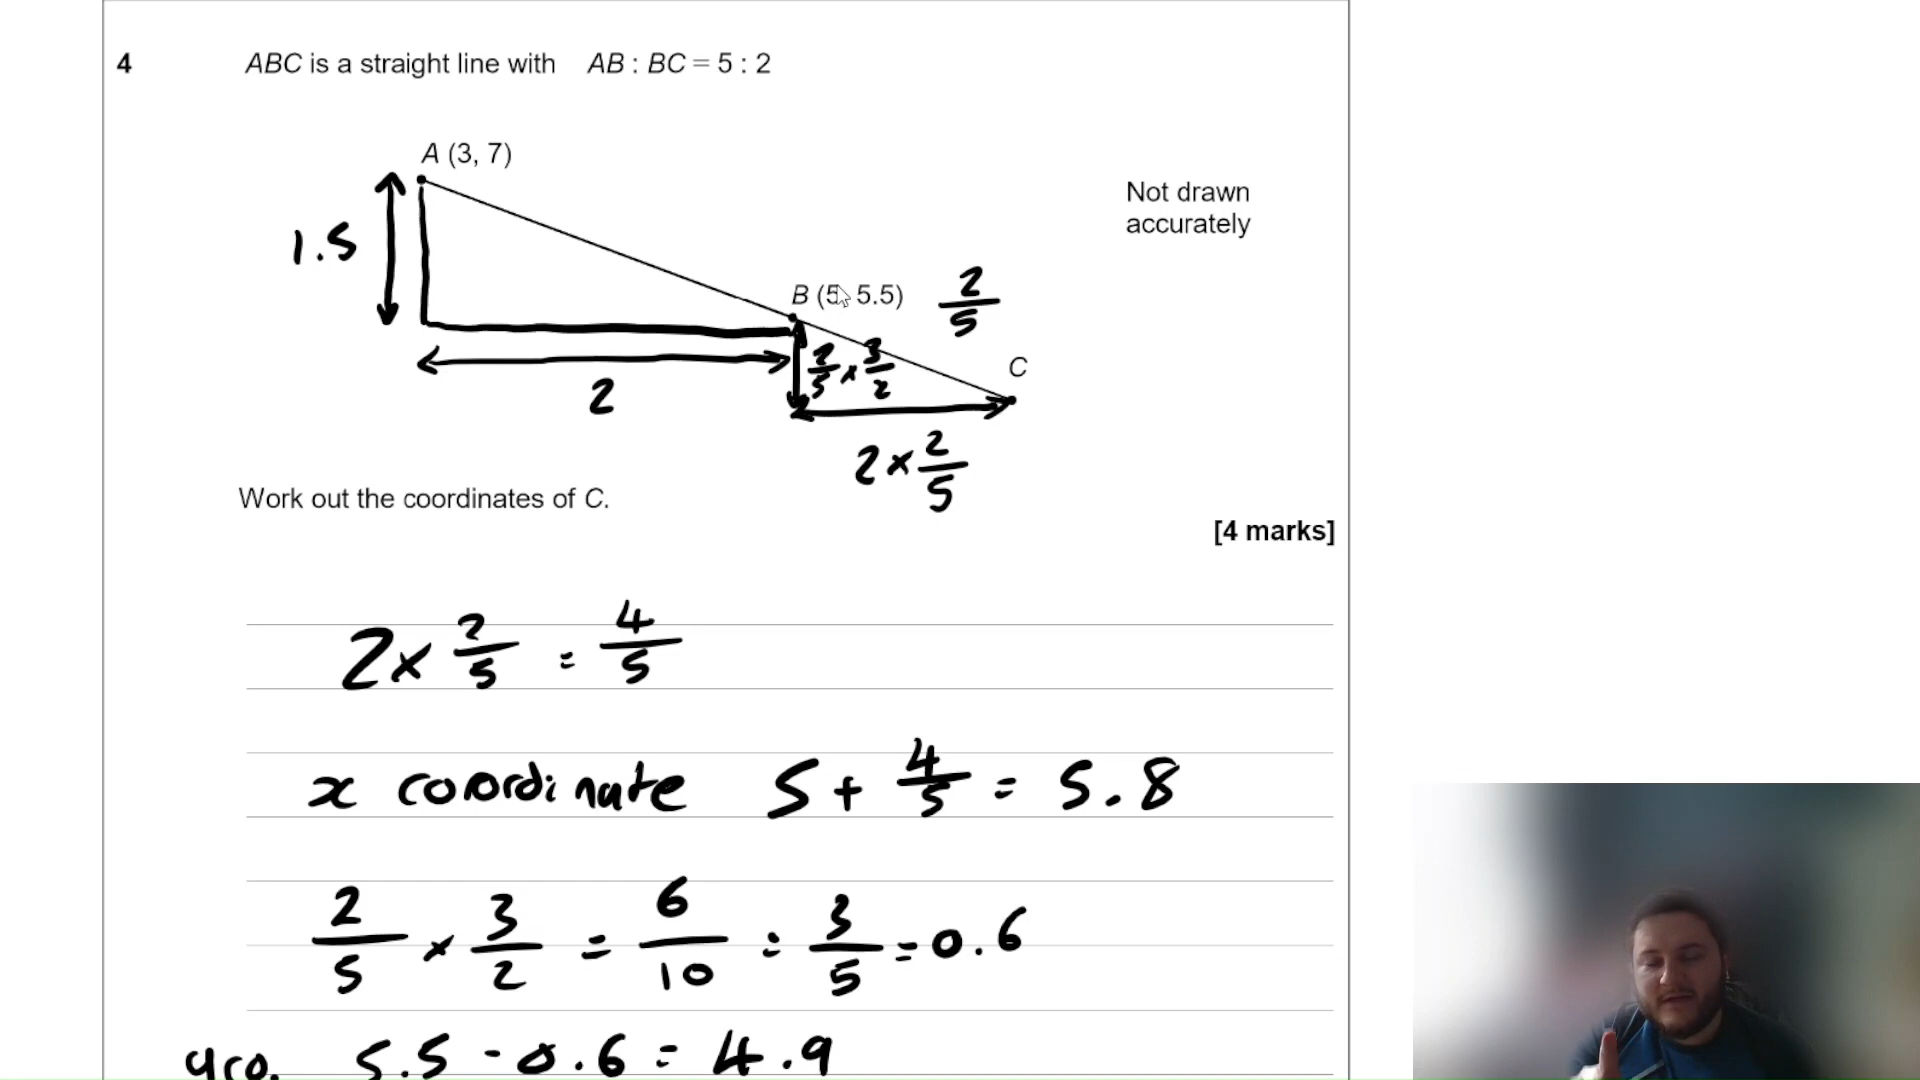 4 ABC is a straight line with AB : BC = 5 : 2
A (3, 7)
Not drawn
accurately
1.5
B (5, 5.5)
2/5
2/5 × 3/2
C
2
2 × 2/5
Work out the coordinates of C.
[4 marks]
2 × 2/5 = 4/5
x coordinate 5 + 4/5 = 5.8
2/5 × 3/2 = 6/10 = 3/5 = 0.6
yco. 5.5 - 0.6 = 4.9